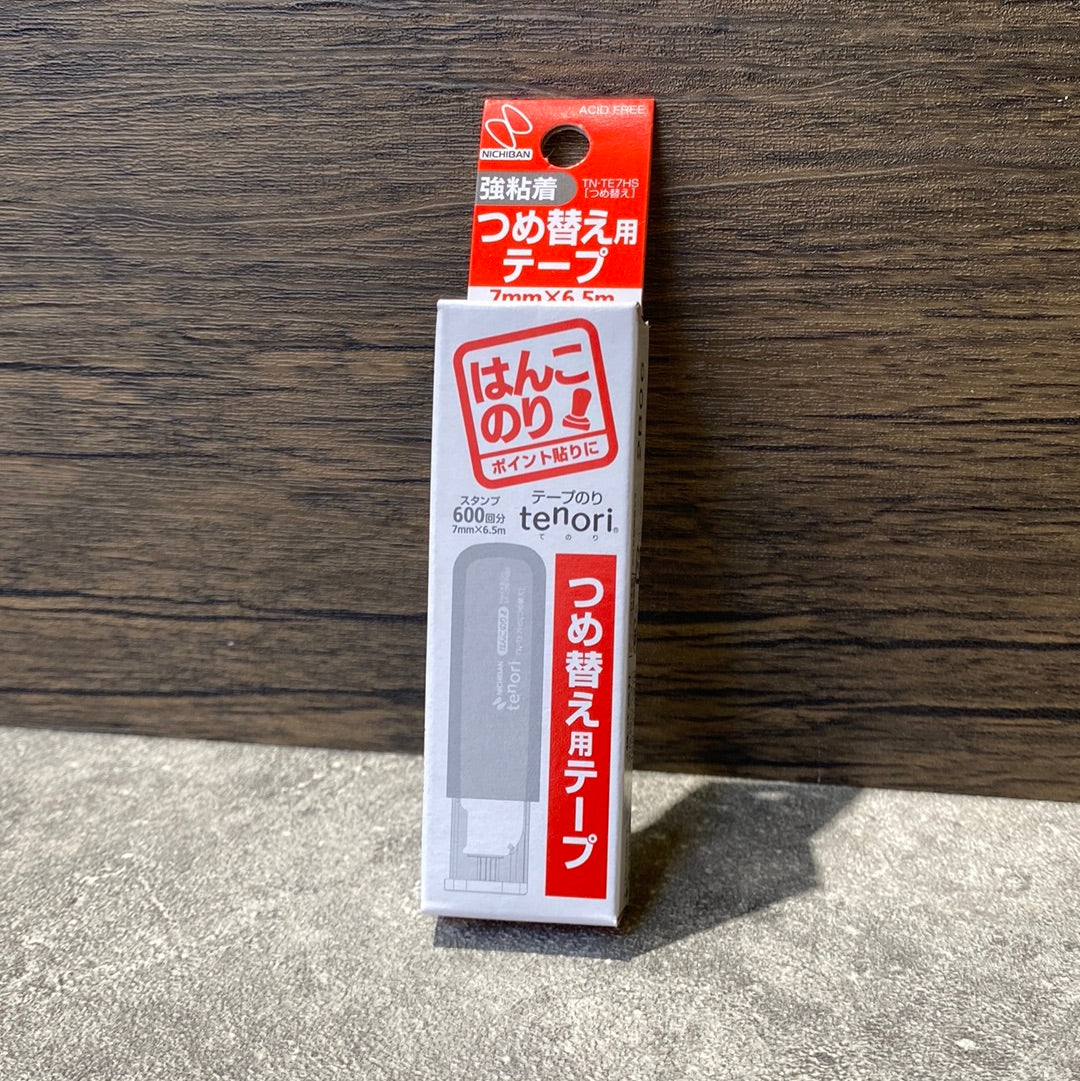 ACID FREE
NICHIBAN
強粘着
TN-TE7HS
[つめ替え]
つめ替え用
テープ
7mm×6.5m
はんこ
のり
ポイント貼りに
スタンプ
600回分
7mm×6.5m
テープのり
tenori®
てのり
NICHIBAN
tenori
つめ替え用テープ